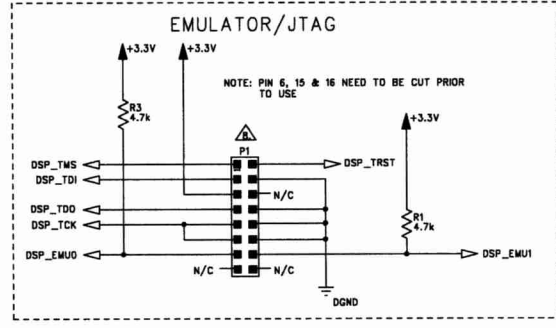 EMULATOR/JTAG
+3.3V
+3.3V
NOTE: PIN 6, 15 & 16 NEED TO BE CUT PRIOR
TO USE
R3
4.7k
+3.3V
8.
P1
DSP_TMS
DSP_TRST
DSP_TDI
N/C
DSP_TDO
DSP_TCK
R1
4.7k
DSP_EMU0
DSP_EMU1
N/C
N/C
DGND